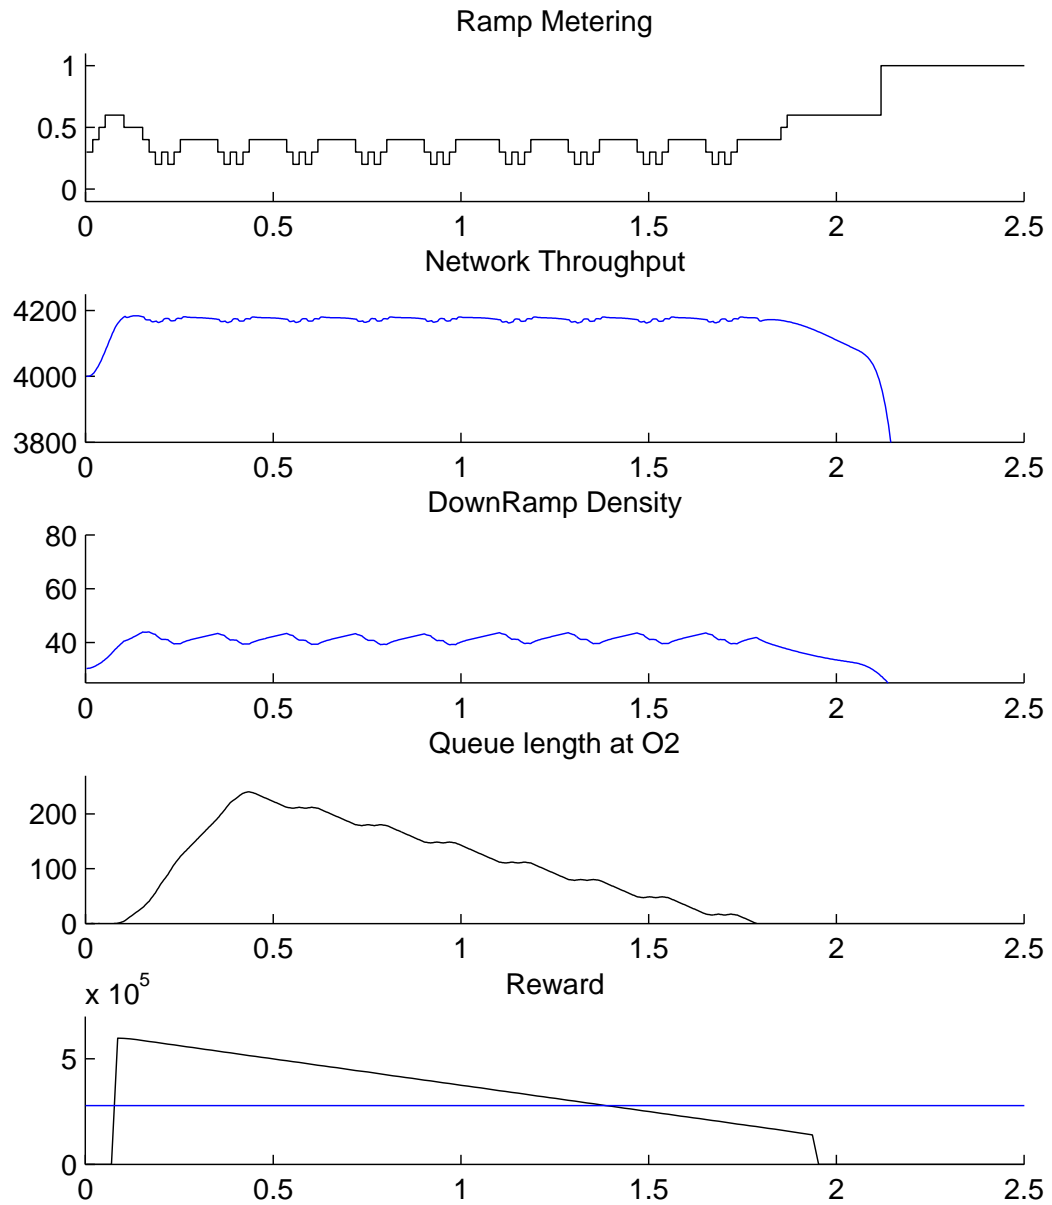 Ramp Metering
1
0.5
0
0 0.5 1 1.5 2 2.5
Network Throughput
4200
4000
3800
0 0.5 1 1.5 2 2.5
DownRamp Density
80
60
40
0 0.5 1 1.5 2 2.5
Queue length at O2
200
100
0
0 0.5 1 1.5 2 2.5
Reward
x 10^5
5
0
0 0.5 1 1.5 2 2.5